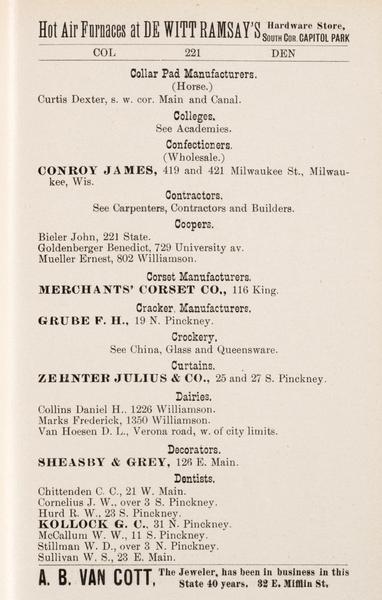 Hot Air Furnaces at DE WITT RAMSAY'S Hardware Store, South Cor. CAPITOL PARK
COL 221 DEN
Collar Pad Manufacturers.
(Horse.)
Curtis Dexter, s. w. cor. Main and Canal.
Colleges.
See Academies.
Confectioners.
(Wholesale.)
CONROY JAMES, 419 and 421 Milwaukee St., Milwau-
kee, Wis.
Contractors.
See Carpenters, Contractors and Builders.
Coopers.
Bieler John, 221 State.
Goldenberger Benedict, 729 University av.
Mueller Ernest, 802 Williamson.
Corset Manufacturers.
MERCHANTS' CORSET CO., 116 King.
Cracker Manufacturers.
GRUBE F. H., 19 N. Pinckney.
Crockery.
See China, Glass and Queensware.
Curtains.
ZEHNTER JULIUS & CO., 25 and 27 S. Pinckney.
Dairies.
Collins Daniel H.. 1226 Williamson.
Marks Frederick, 1350 Williamson.
Van Hoesen D. L., Verona road, w. of city limits.
Decorators.
SHEASBY & GREY, 126 E. Main.
Dentists.
Chittenden C. C., 21 W. Main.
Cornelius J. W., over 3 S. Pinckney.
Hurd R. W., 23 S. Pinckney.
KOLLOCK G. C. 31 N. Pinckney.
McCallum W. W., 11 S. Pinckney.
Stillman W. D., over 3 N. Pinckney.
Sullivan W. S., 23 E. Main.
A. B. VAN COTT, The Jeweler, has been in business in this
State 40 years. 32 E. Mifflin St.